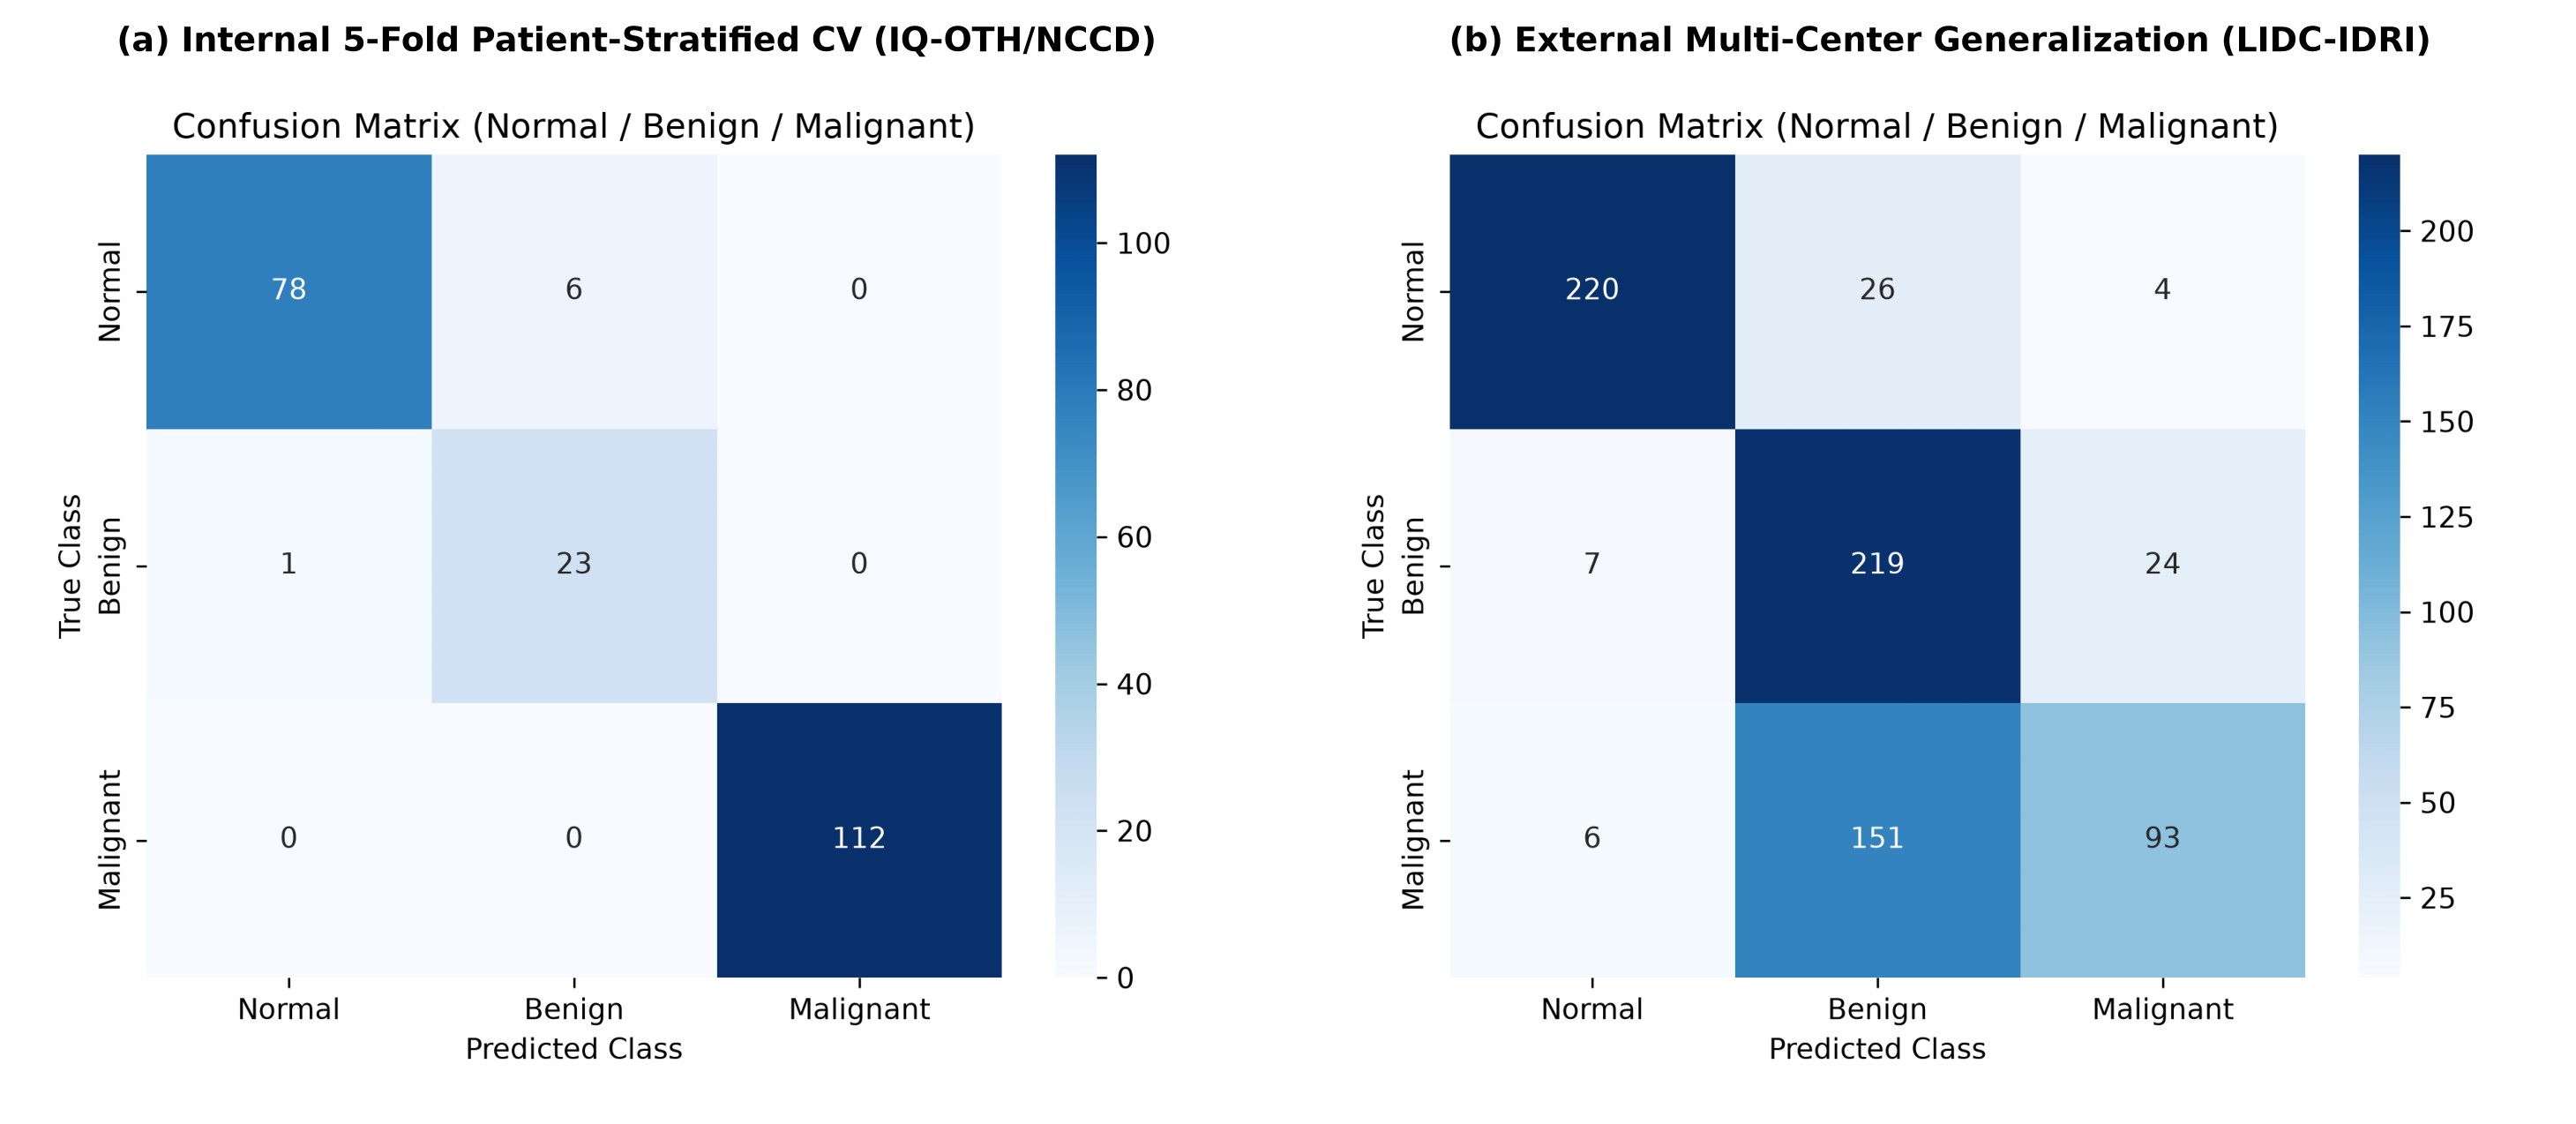 (a) Internal 5-Fold Patient-Stratified CV (IQ-OTH/NCCD)
Confusion Matrix (Normal / Benign / Malignant)
True Class
Normal
Benign
Malignant
78 6 0
1 23 0
0 0 112
Normal Benign Malignant
Predicted Class
100
80
60
40
20
0
(b) External Multi-Center Generalization (LIDC-IDRI)
Confusion Matrix (Normal / Benign / Malignant)
True Class
Normal
Benign
Malignant
220 26 4
7 219 24
6 151 93
Normal Benign Malignant
Predicted Class
200
175
150
125
100
75
50
25